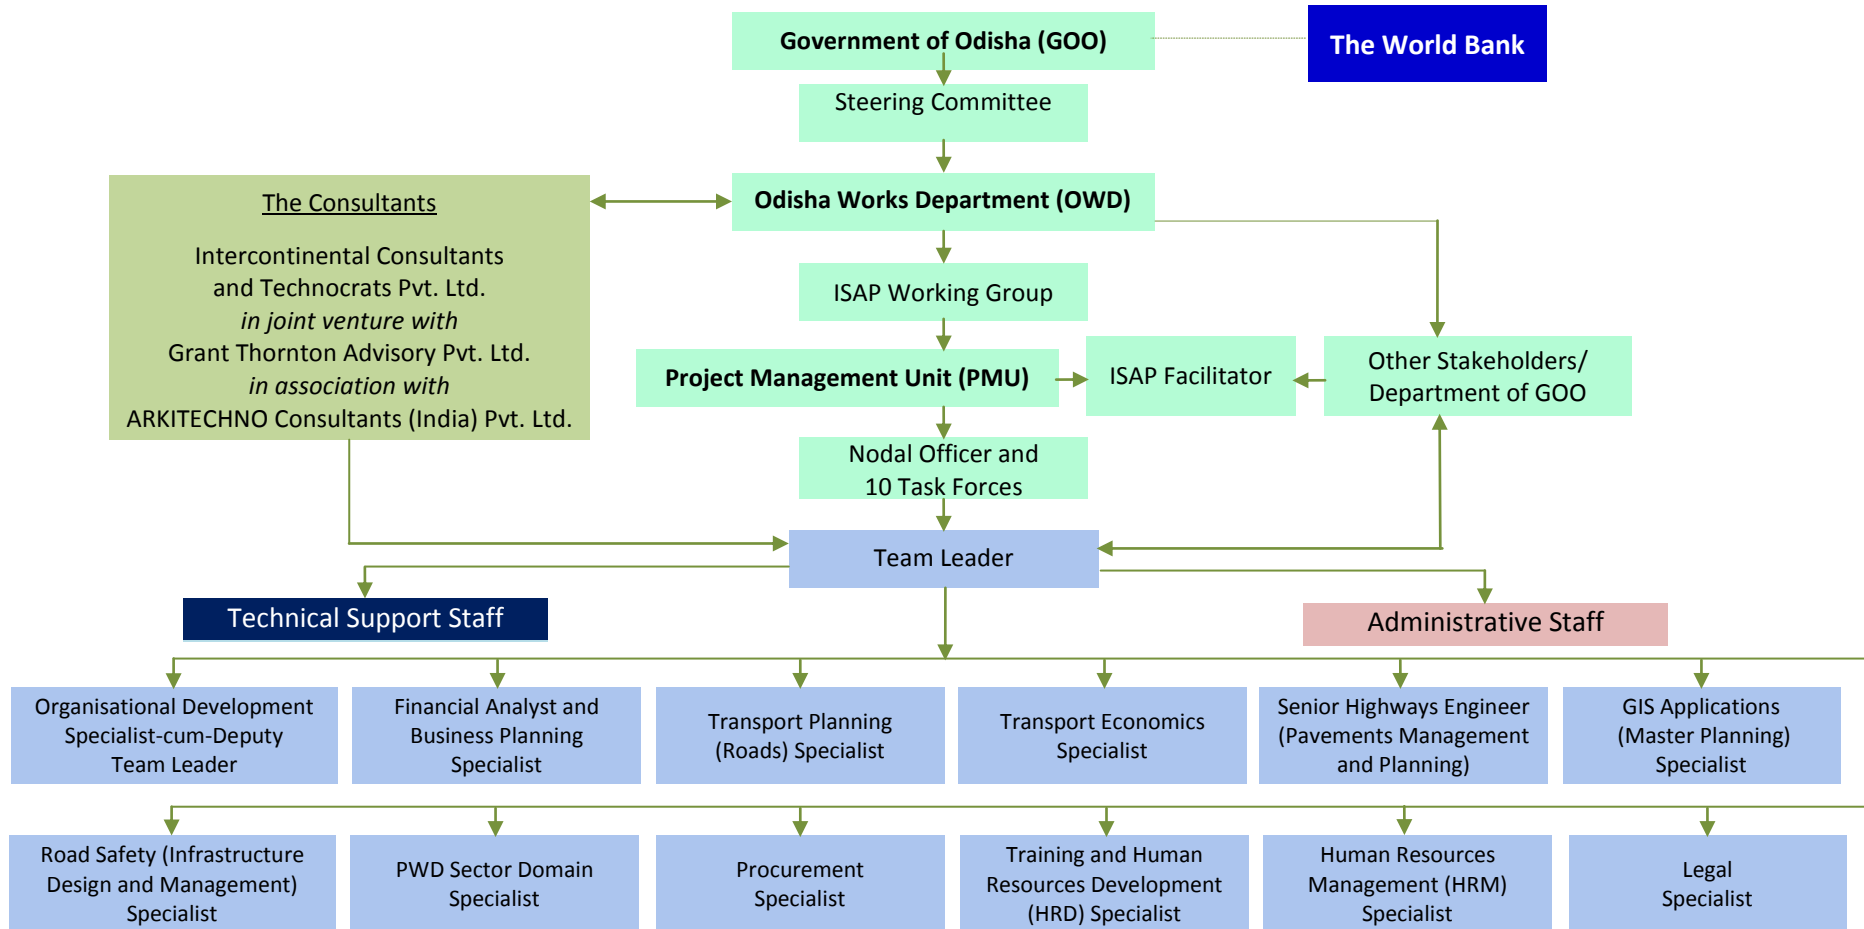 Government of Odisha (GOO)
The World Bank
Steering Committee
Odisha Works Department (OWD)
The Consultants
Intercontinental Consultants
and Technocrats Pvt. Ltd.
in joint venture with
Grant Thornton Advisory Pvt. Ltd.
in association with
ARKITECHNO Consultants (India) Pvt. Ltd.
ISAP Working Group
Project Management Unit (PMU)
ISAP Facilitator
Other Stakeholders/
Department of GOO
Nodal Officer and
10 Task Forces
Team Leader
Technical Support Staff
Administrative Staff
Organisational Development
Specialist-cum-Deputy
Team Leader
Financial Analyst and
Business Planning
Specialist
Transport Planning
(Roads) Specialist
Transport Economics
Specialist
Senior Highways Engineer
(Pavements Management
and Planning)
GIS Applications
(Master Planning)
Specialist
Road Safety (Infrastructure
Design and Management)
Specialist
PWD Sector Domain
Specialist
Procurement
Specialist
Training and Human
Resources Development
(HRD) Specialist
Human Resources
Management (HRM)
Specialist
Legal
Specialist